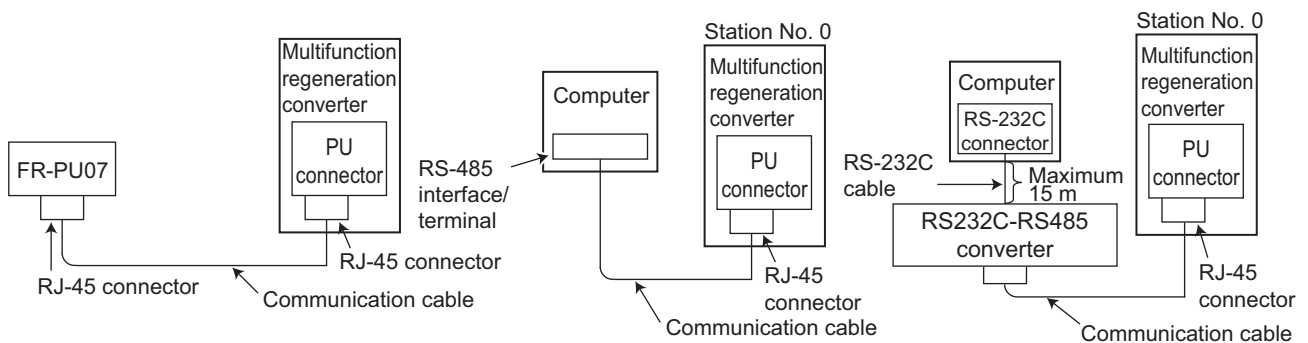 Multifunction
regeneration
converter
PU
connector
FR-PU07
RJ-45 connector
RJ-45 connector
Communication cable
Station No. 0
Computer
Multifunction
regeneration
converter
PU
connector
RS-485
interface/
terminal
RJ-45
connector
Communication cable
Station No. 0
Computer
RS-232C
connector
Multifunction
regeneration
converter
PU
connector
RS-232C
cable
Maximum
15 m
RS232C-RS485
converter
RJ-45
connector
Communication cable